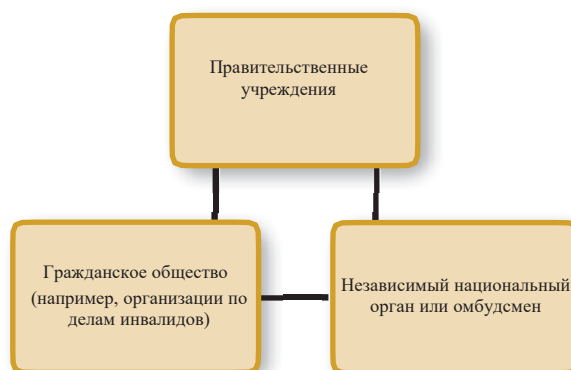 Правительственные
учреждения
Гражданское общество
(например, организации по
делам инвалидов)
Независимый национальный
орган или омбудсмен